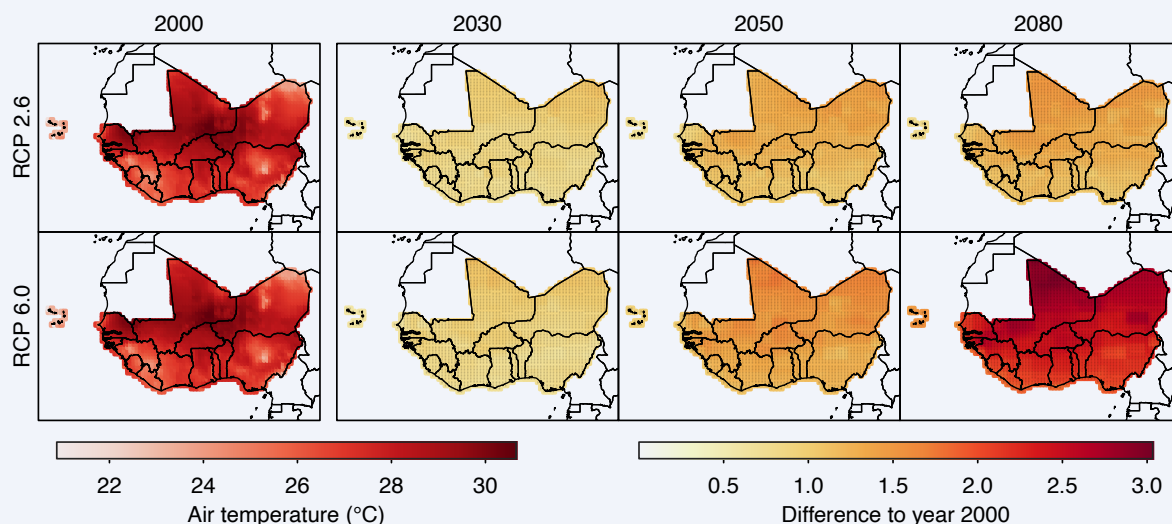 2000 2030 2050 2080
RCP 2.6
RCP 6.0
22 24 26 28 30
Air temperature (°C)
0.5 1.0 1.5 2.0 2.5 3.0
Difference to year 2000